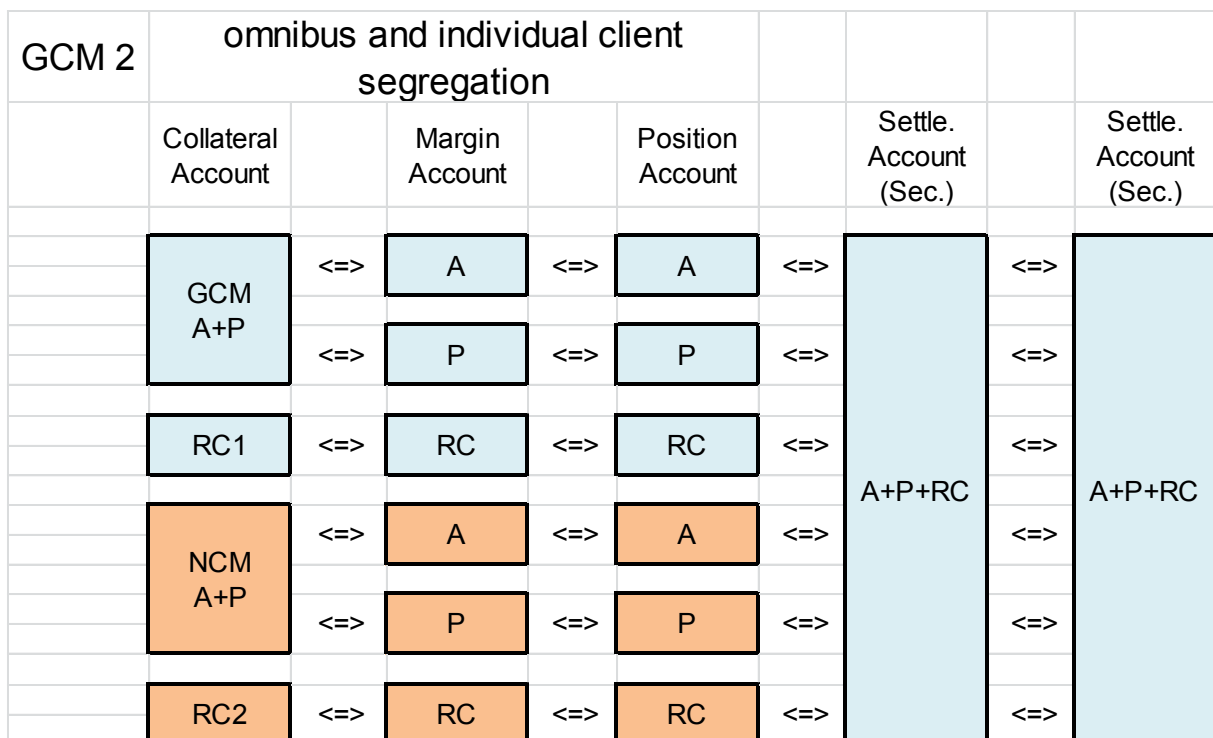 GCM 2
omnibus and individual client
segregation
Collateral
Account
Margin
Account
Position
Account
Settle.
Account
(Sec.)
Settle.
Account
(Sec.)
GCM
A+P
<=> A <=> A <=> <=>
<=> P <=> P <=> <=>
RC1 <=> RC <=> RC <=> <=>
A+P+RC
A+P+RC
NCM
A+P
<=> A <=> A <=> <=>
<=> P <=> P <=> <=>
RC2 <=> RC <=> RC <=> <=>